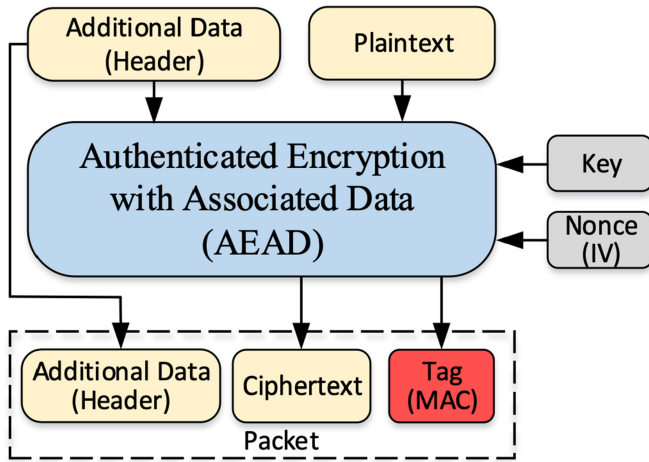 Additional Data
(Header)
Plaintext
Authenticated Encryption
with Associated Data
(AEAD)
Key
Nonce
(IV)
Additional Data
(Header)
Ciphertext
Tag
(MAC)
Packet